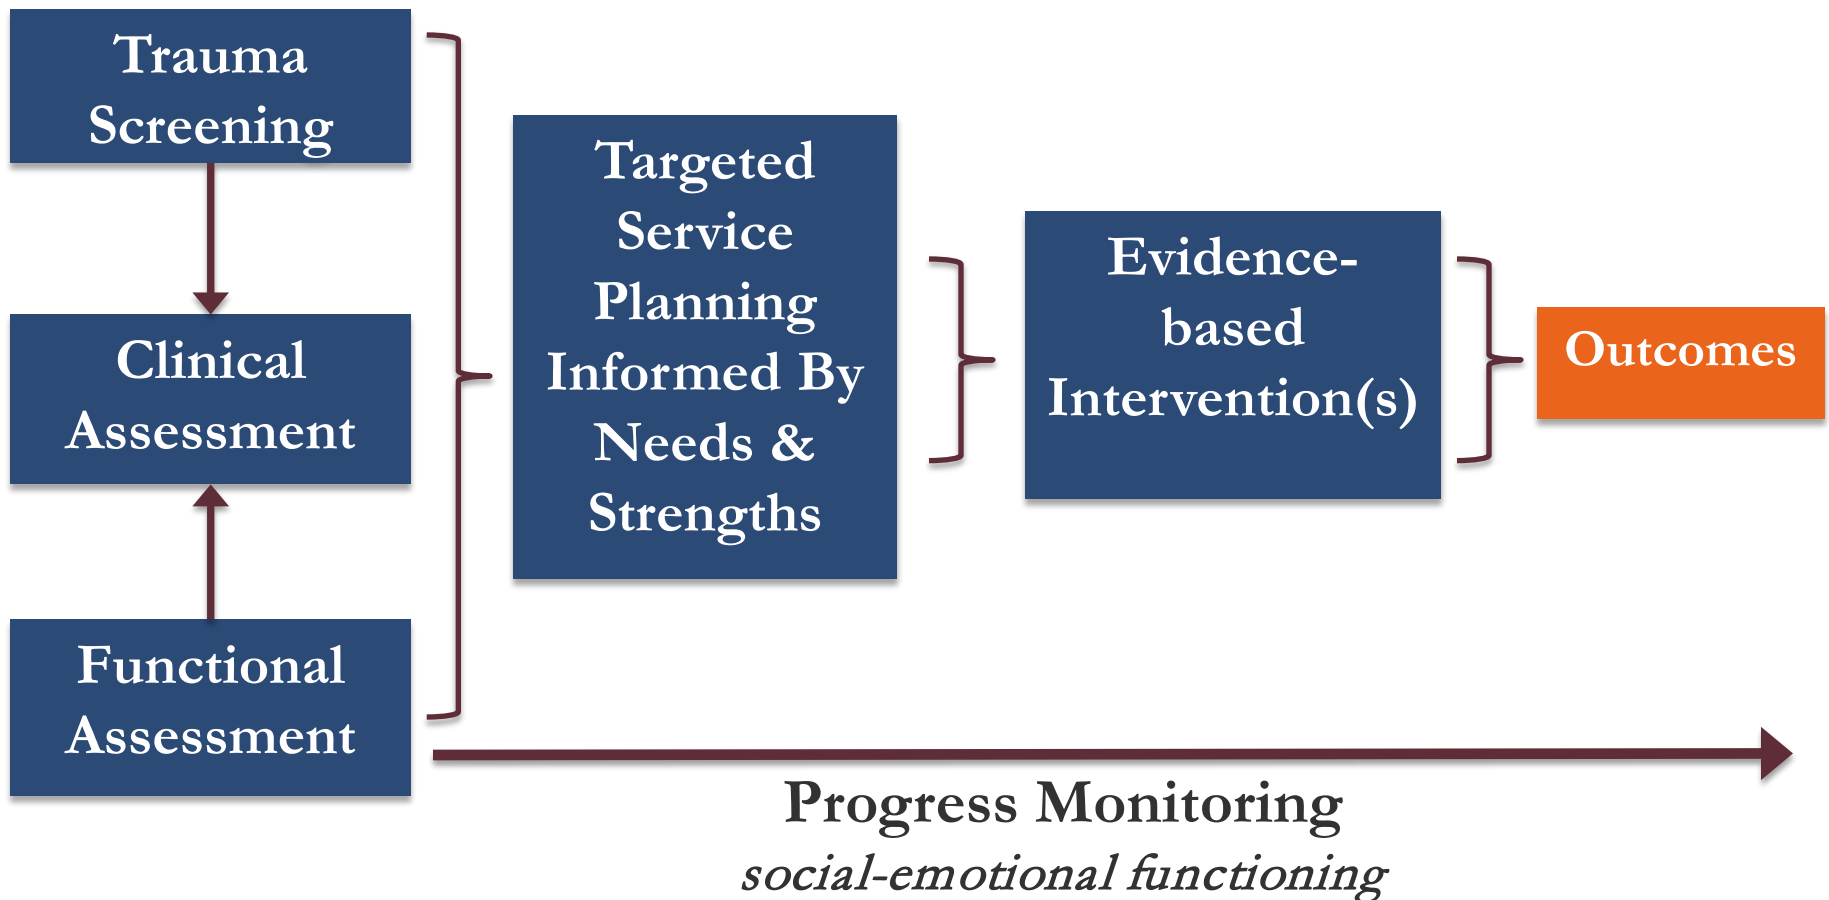 Trauma
Screening
Clinical
Assessment
Functional
Assessment
Targeted
Service
Planning
Informed By
Needs &
Strengths
Evidence-
based
Intervention(s)
Outcomes
Progress Monitoring
social-emotional functioning